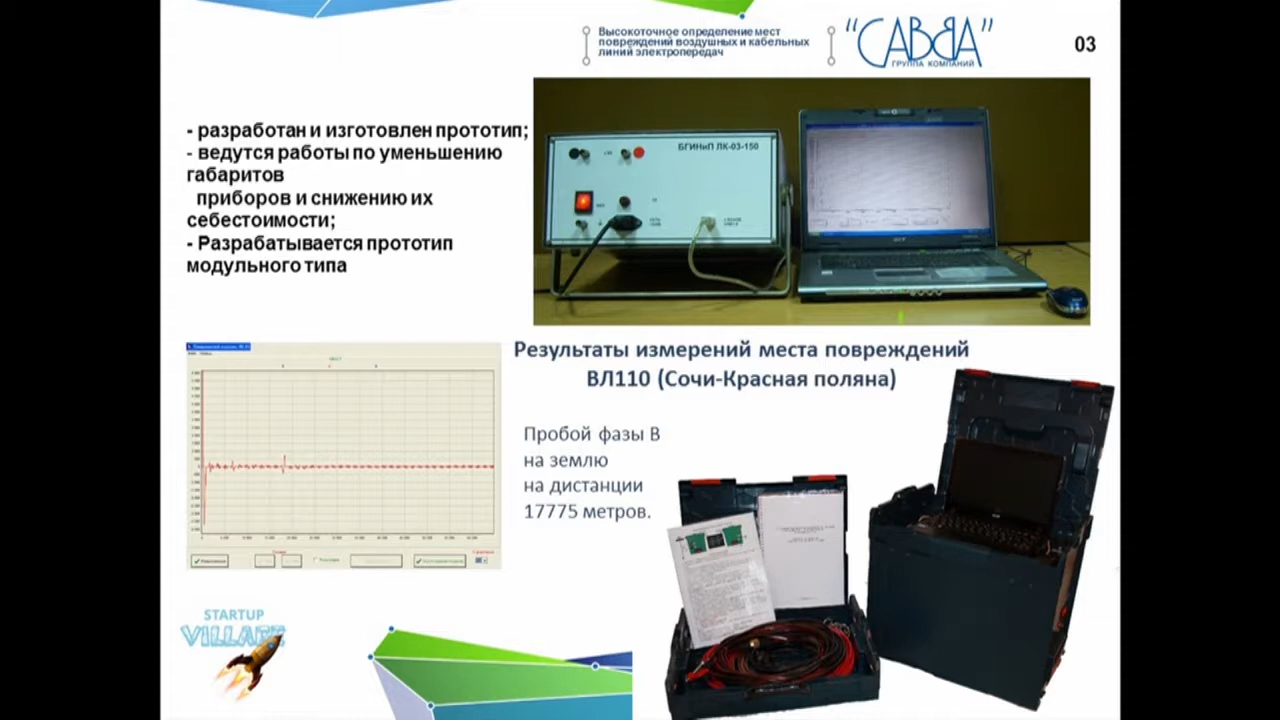 Высокоточное определение мест
повреждений воздушных и кабельных
линий электропередач
"САВВА"
ГРУППА КОМПАНИЙ
03
- разработан и изготовлен прототип;
- ведутся работы по уменьшению
габаритов
приборов и снижению их
себестоимости;
- Разрабатывается прототип
модульного типа
БГИНиП ЛК-03-150
Результаты измерений места повреждений
ВЛ110 (Сочи-Красная поляна)
Пробой фазы В
на землю
на дистанции
17775 метров.
STARTUP
VILLAGE